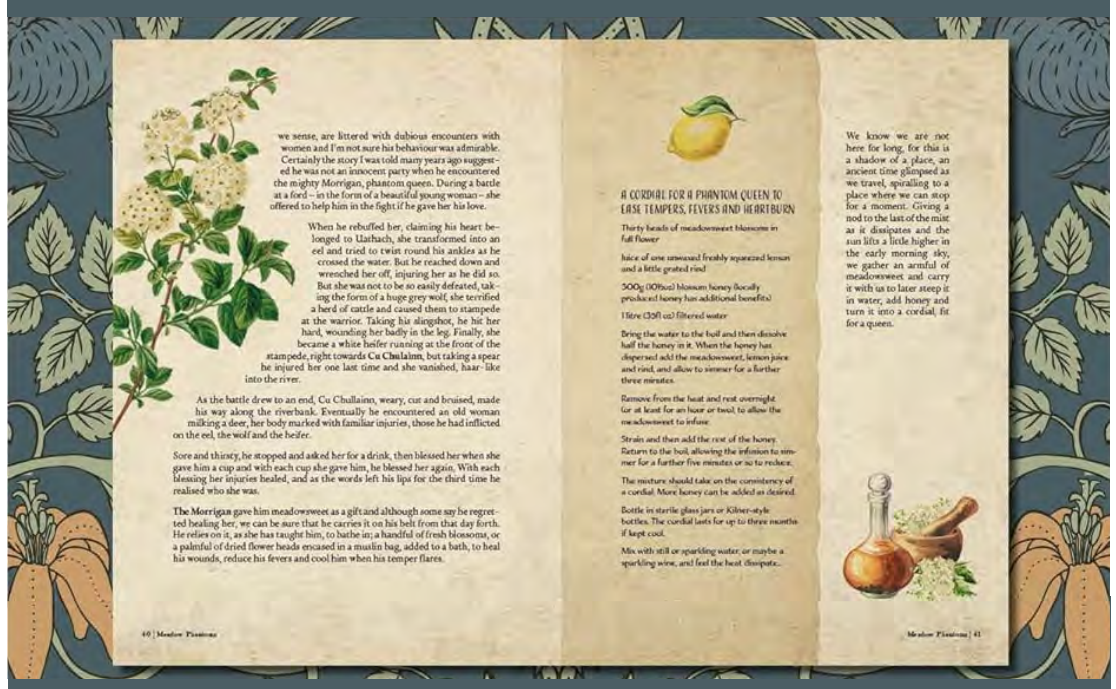 we sense, are littered with dubious encounters with
women and I'm not sure his behaviour was admirable.
Certainly the story I was told many years ago suggest-
ed he was not an innocent party when he encountered
the mighty Morrigan, phantom queen. During a battle
at a ford – in the form of a beautiful young woman – she
offered to help him in the fight if he gave her his love.
When he rebuffed her, claiming his heart be-
longed to Uathach, she transformed into an
eel and tried to twist round his ankles as he
crossed the water. But he reached down and
wrenched her off, injuring her as he did so.
But she was not to be so easily defeated, tak-
ing the form of a huge grey wolf, she terrified
a herd of cattle and caused them to stampede
at the warrior. Taking his slingshot, he hit her
hard, wounding her badly in the leg. Finally, she
became a white heifer running at the front of the
stampede, right towards Cu Chulainn, but taking a spear
he injured her one last time and she vanished, haar-like
into the river.
As the battle drew to an end, Cu Chullainn, weary, cut and bruised, made
his way along the riverbank. Eventually he encountered an old woman
milking a deer, her body marked with familiar injuries, those he had inflicted
on the eel, the wolf and the heifer.
Sore and thirsty, he stopped and asked her for a drink, then blessed her when she
gave him a cup and with each cup she gave him, he blessed her again. With each
blessing her injuries healed, and as the words left his lips for the third time he
realised who she was.
The Morrigan gave him meadowsweet as a gift and although some say he regret-
ted healing her, we can be sure that he carries it on his belt from that day forth.
He relies on it, as she has taught him, to bathe in; a handful of fresh blossoms, or
a palmful of dried flower heads encased in a muslin bag, added to a bath, to heal
his wounds, reduce his fevers and cool him when his temper flares.
60 | Meadow Phantoms
A CORDIAL FOR A PHANTOM QUEEN TO
EASE TEMPERS, FEVERS AND HEARTBURN
Thirty heads of meadowsweet blossoms in
full flower
Juice of one unwaxed freshly squeezed lemon
and a little grated rind
300g (10½oz) blossom honey (locally
produced honey has additional benefits)
1 litre (35fl oz) filtered water
Bring the water to the boil and then dissolve
half the honey in it. When the honey has
dispersed add the meadowsweet, lemon juice
and rind, and allow to simmer for a further
three minutes.
Remove from the heat and rest overnight
(or at least for an hour or two), to allow the
meadowsweet to infuse.
Strain and then add the rest of the honey.
Return to the boil, allowing the infusion to sim-
mer for a further five minutes or so to reduce.
The mixture should take on the consistency of
a cordial. More honey can be added as desired.
Bottle in sterile glass jars or Kilner-style
bottles. The cordial lasts for up to three months
if kept cool.
Mix with still or sparkling water, or maybe a
sparkling wine, and feel the heat dissipate...
We know we are not
here for long, for this is
a shadow of a place, an
ancient time glimpsed as
we travel, spiralling to a
place where we can stop
for a moment. Giving a
nod to the last of the mist
as it dissipates and the
sun lifts a little higher in
the early morning sky,
we gather an armful of
meadowsweet and carry
it with us to later steep it
in water, add honey and
turn it into a cordial, fit
for a queen.
Meadow Phantoms | 61